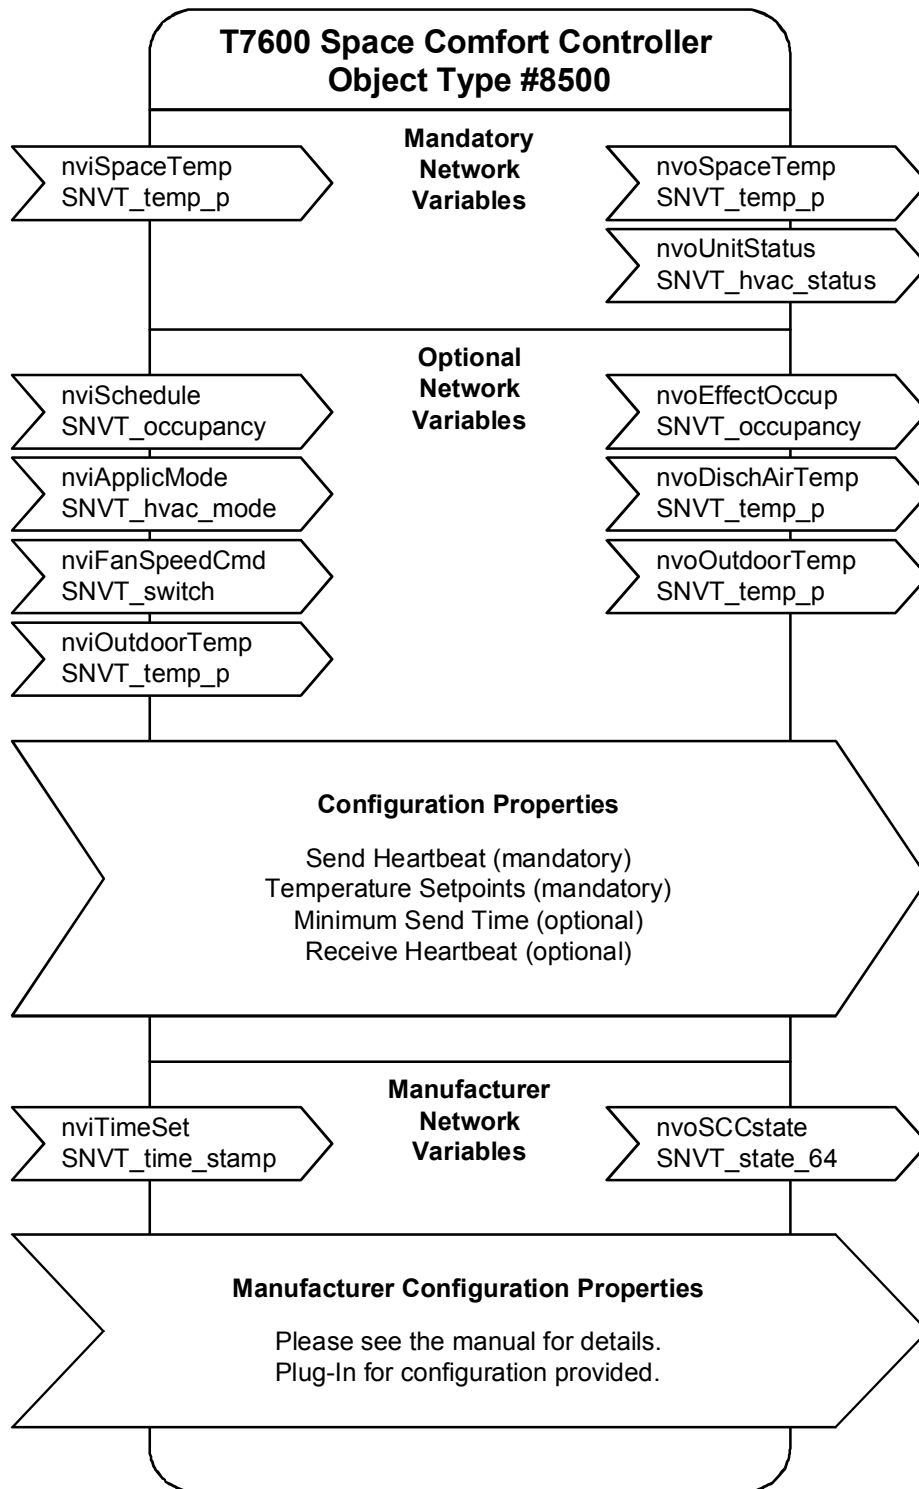 T7600 Space Comfort Controller
Object Type #8500
Mandatory
Network
Variables
nviSpaceTemp
SNVT_temp_p
nvoSpaceTemp
SNVT_temp_p
nvoUnitStatus
SNVT_hvac_status
Optional
Network
Variables
nviSchedule
SNVT_occupancy
nviApplicMode
SNVT_hvac_mode
nviFanSpeedCmd
SNVT_switch
nviOutdoorTemp
SNVT_temp_p
nvoEffectOccup
SNVT_occupancy
nvoDischAirTemp
SNVT_temp_p
nvoOutdoorTemp
SNVT_temp_p
Configuration Properties
Send Heartbeat (mandatory)
Temperature Setpoints (mandatory)
Minimum Send Time (optional)
Receive Heartbeat (optional)
Manufacturer
Network
Variables
nviTimeSet
SNVT_time_stamp
nvoSCCstate
SNVT_state_64
Manufacturer Configuration Properties
Please see the manual for details.
Plug-In for configuration provided.